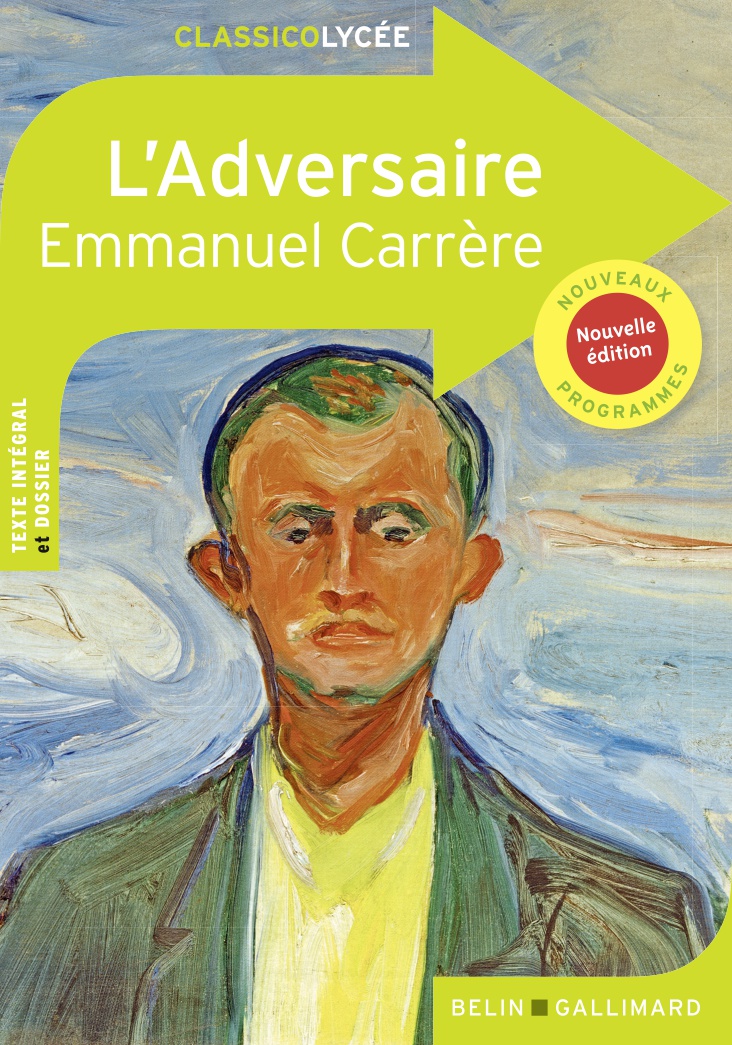 CLASSICOLYCÉE
L'Adversaire
Emmanuel Carrère
NOUVEAUX
Nouvelle
édition
PROGRAMMES
TEXTE INTÉGRAL
et DOSSIER
BELIN ■ GALLIMARD